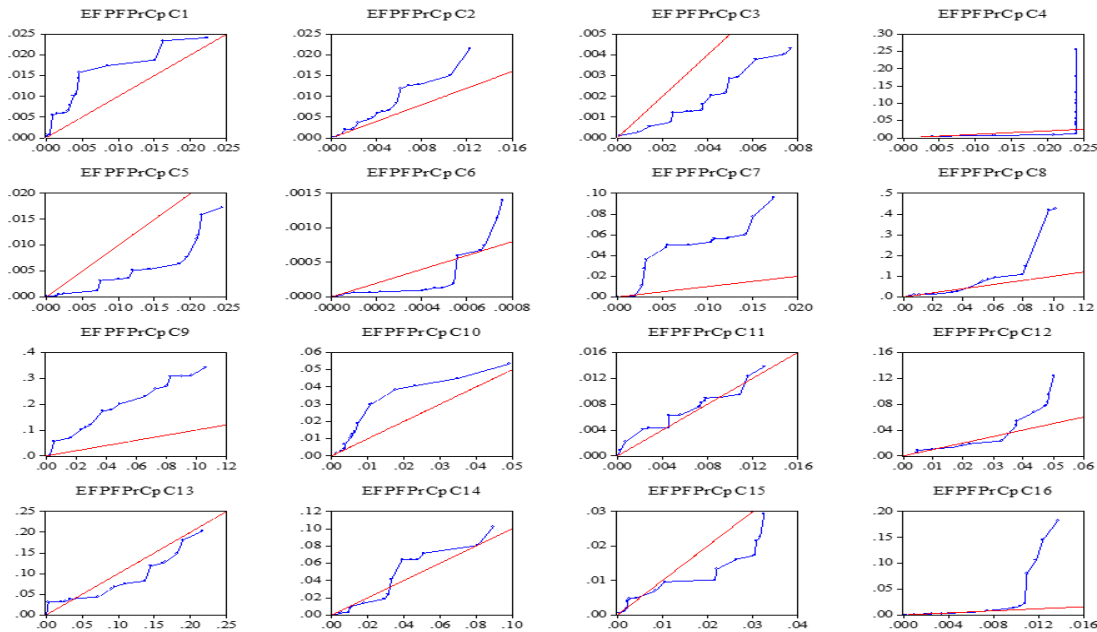 EFPFPrCpC1
.025
.020
.015
.010
.005
.000
.000 .005 .010 .015 .020 .025
EFPFPrCpC2
.025
.020
.015
.010
.005
.000
.000 .004 .008 .012 .016
EFPFPrCpC3
.005
.004
.003
.002
.001
.000
.000 .002 .004 .006 .008
EFPFPrCpC4
.30
.25
.20
.15
.10
.05
.00
.000 .005 .010 .015 .020 .025
EFPFPrCpC5
.020
.015
.010
.005
.000
.000 .005 .010 .015 .020 .025
EFPFPrCpC6
.0015
.0010
.0005
.0000
.0000 .0002 .0004 .0006 .0008
EFPFPrCpC7
.10
.08
.06
.04
.02
.00
.000 .005 .010 .015 .020
EFPFPrCpC8
.5
.4
.3
.2
.1
.0
.00 .02 .04 .06 .08 .10 .12
EFPFPrCpC9
.4
.3
.2
.1
.0
.00 .02 .04 .06 .08 .10 .12
EFPFPrCpC10
.06
.05
.04
.03
.02
.01
.00
.00 .01 .02 .03 .04 .05
EFPFPrCpC11
.016
.012
.008
.004
.000
.000 .004 .008 .012 .016
EFPFPrCpC12
.16
.12
.08
.04
.00
.00 .01 .02 .03 .04 .05 .06
EFPFPrCpC13
.25
.20
.15
.10
.05
.00
.00 .05 .10 .15 .20 .25
EFPFPrCpC14
.12
.10
.08
.06
.04
.02
.00
.00 .02 .04 .06 .08 .10
EFPFPrCpC15
.03
.02
.01
.00
.00 .01 .02 .03 .04
EFPFPrCpC16
.20
.15
.10
.05
.00
.000 .004 .008 .012 .016